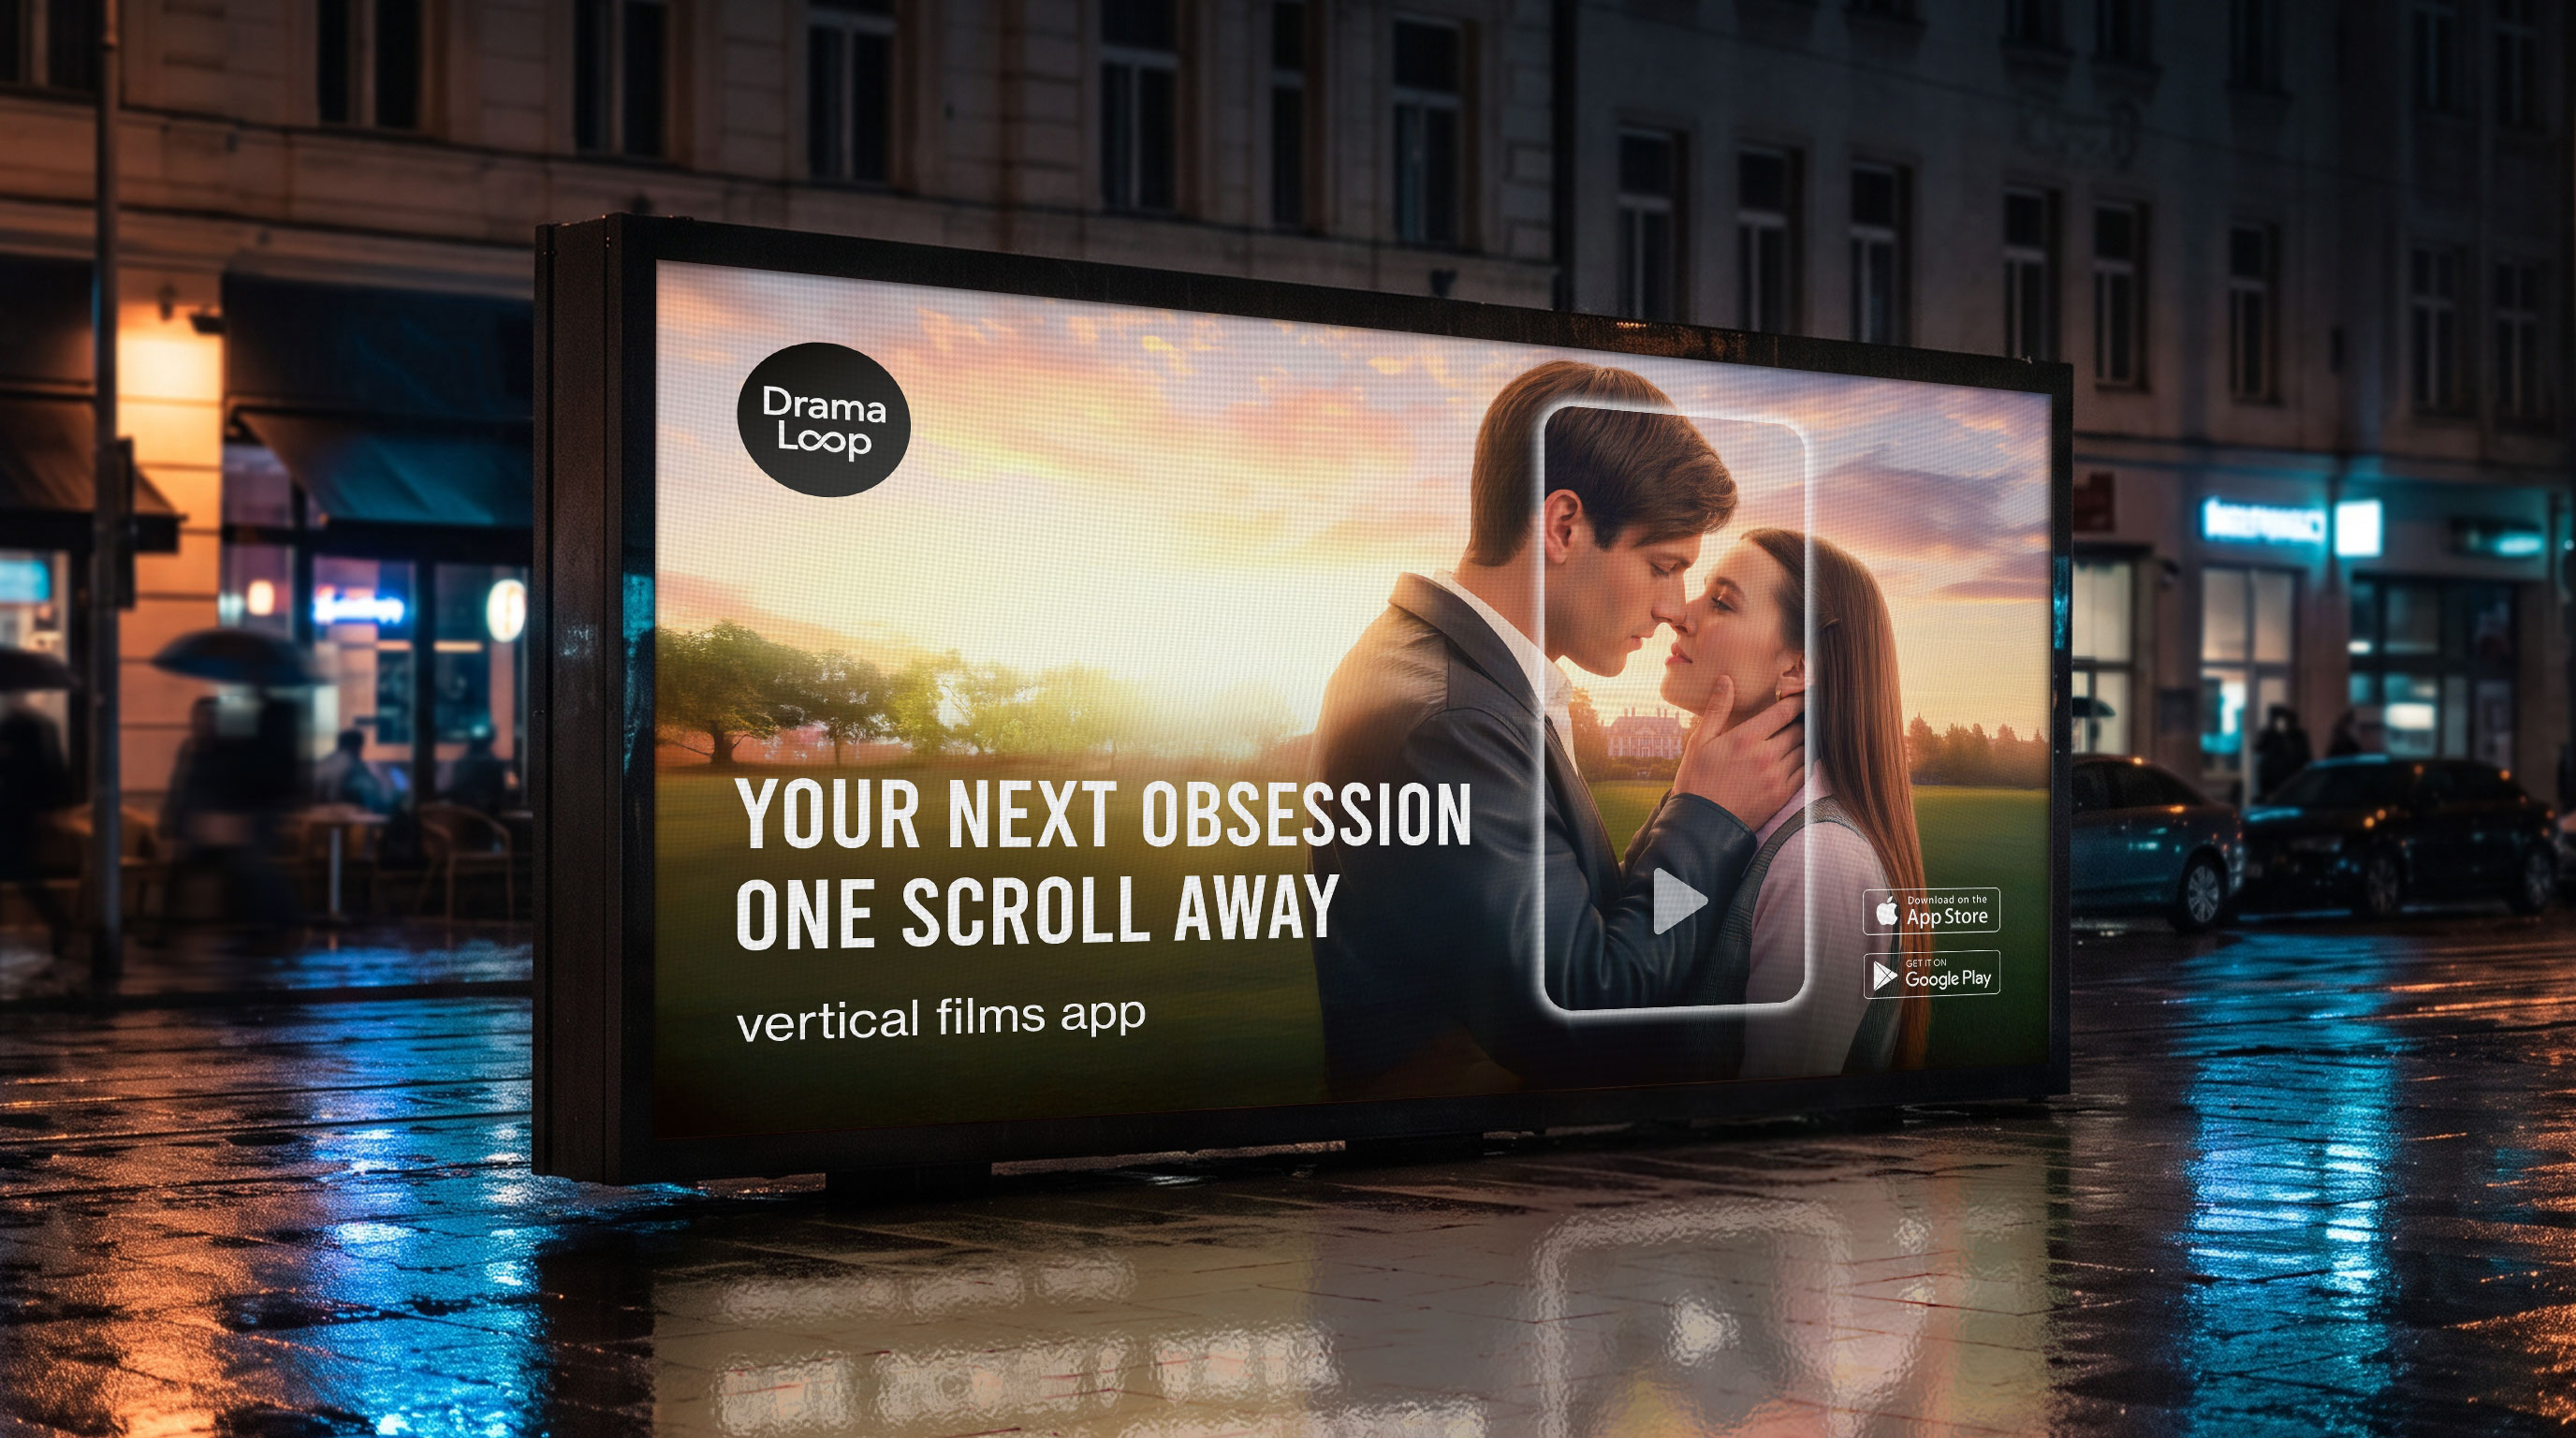 Drama
Loop
YOUR NEXT OBSESSION
ONE SCROLL AWAY
vertical films app
Download on the
App Store
GET IT ON
Google Play